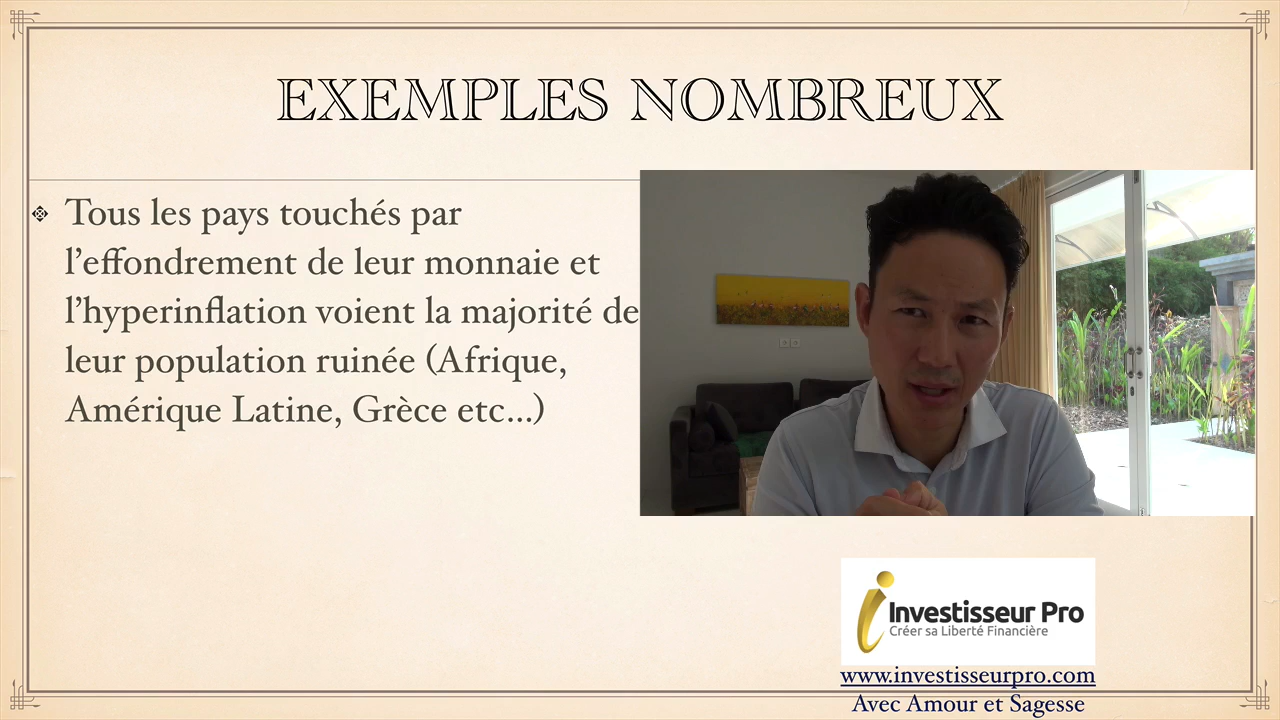 EXEMPLES NOMBREUX
Tous les pays touchés par
l’effondrement de leur monnaie et
l’hyperinflation voient la majorité de
leur population ruinée (Afrique,
Amérique Latine, Grèce etc...)
Investisseur Pro
Créer sa Liberté Financière
www.investisseurpro.com
Avec Amour et Sagesse